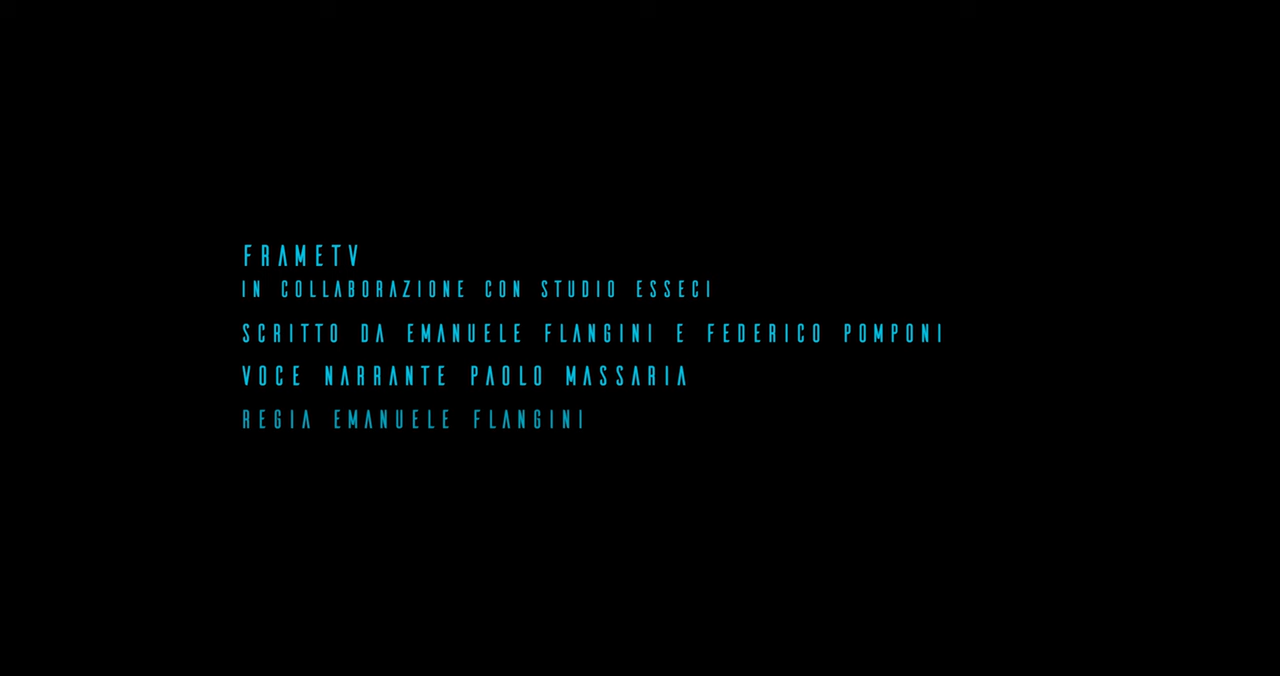 FRAMETV
IN COLLABORAZIONE CON STUDIO ESSECI
SCRITTO DA EMANUELE FLANGINI E FEDERICO POMPONI
VOCE NARRANTE PAOLO MASSARIA
REGIA EMANUELE FLANGINI